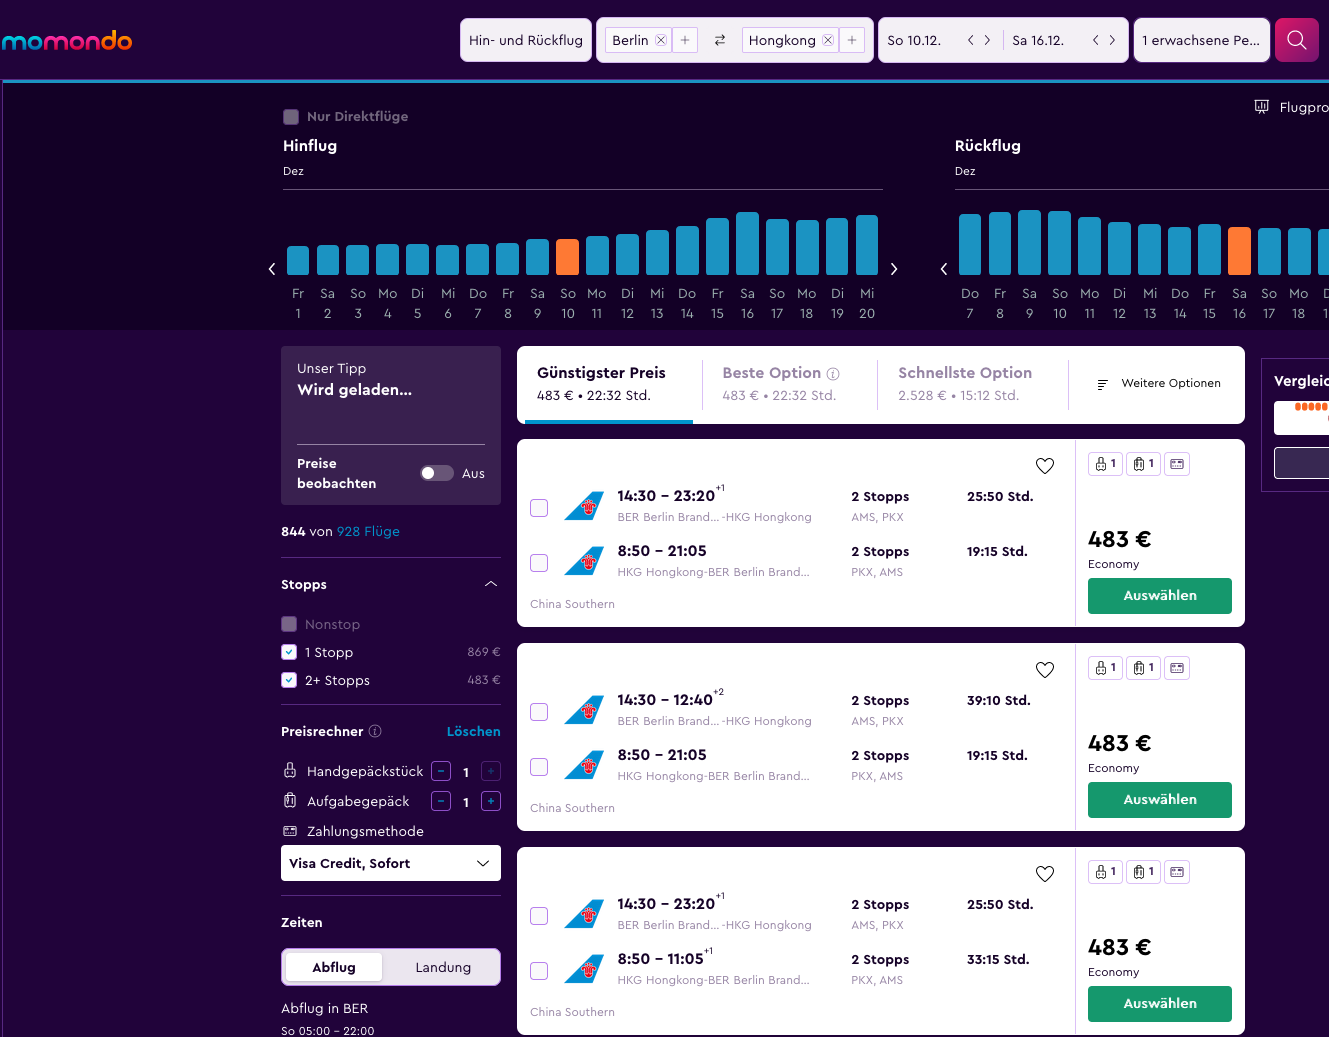 momondo
Hin- und Rückflug
Berlin
Hongkong
So 10.12.
Sa 16.12.
1 erwachsene Pe...
Nur Direktflüge
Flugpro
Hinflug
Dez
Fr Sa So Mo Di Mi Do Fr Sa So Mo Di Mi Do Fr Sa So Mo Di Mi
1 2 3 4 5 6 7 8 9 10 11 12 13 14 15 16 17 18 19 20
Rückflug
Dez
Do Fr Sa So Mo Di Mi Do Fr Sa So Mo
7 8 9 10 11 12 13 14 15 16 17 18
Unser Tipp
Wird geladen...
Preise
beobachten
Aus
844 von 928 Flüge
Stopps
Nonstop
1 Stopp 869 €
2+ Stopps 483 €
Preisrechner
Löschen
Handgepäckstück − 1 +
Aufgabegepäck − 1 +
Zahlungsmethode
Visa Credit, Sofort
Zeiten
Abflug
Landung
Abflug in BER
So 05:00 – 22:00
Günstigster Preis
483 € • 22:32 Std.
Beste Option
483 € • 22:32 Std.
Schnellste Option
2.528 € • 15:12 Std.
Weitere Optionen
14:30 – 23:20+1 2 Stopps 25:50 Std.
BER Berlin Brand... -HKG Hongkong AMS, PKX
8:50 – 21:05 2 Stopps 19:15 Std.
HKG Hongkong-BER Berlin Brand... PKX, AMS
China Southern
1 1
483 €
Economy
Auswählen
14:30 – 12:40+2 2 Stopps 39:10 Std.
BER Berlin Brand... -HKG Hongkong AMS, PKX
8:50 – 21:05 2 Stopps 19:15 Std.
HKG Hongkong-BER Berlin Brand... PKX, AMS
China Southern
1 1
483 €
Economy
Auswählen
14:30 – 23:20+1 2 Stopps 25:50 Std.
BER Berlin Brand... -HKG Hongkong AMS, PKX
8:50 – 11:05+1 2 Stopps 33:15 Std.
HKG Hongkong-BER Berlin Brand... PKX, AMS
China Southern
1 1
483 €
Economy
Auswählen
Vergleic